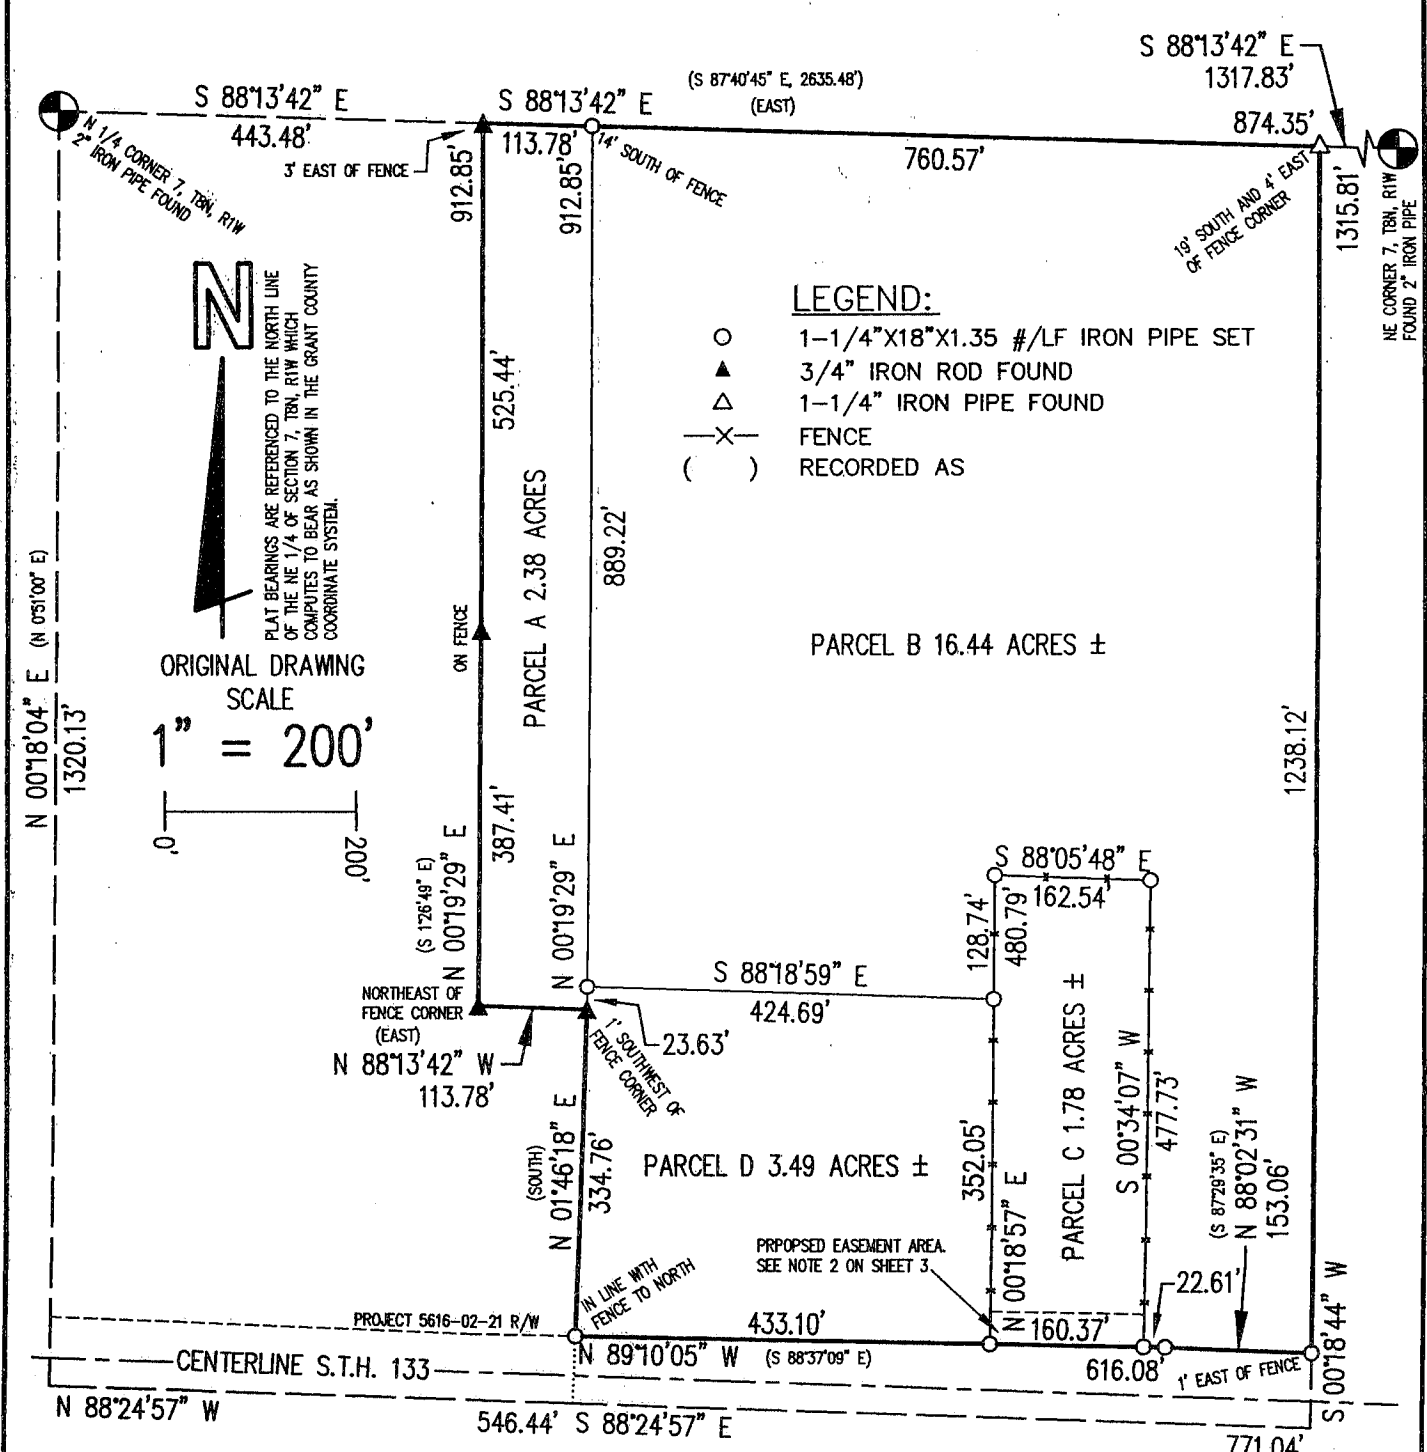 S 88°13'42" E
1317.83'
S 88°13'42" E
443.48'
S 88°13'42" E
113.78'
(S 87°40'45" E, 2635.48')
(EAST)
760.57'
874.35'
N 1/4 CORNER 7, T8N, R1W
2" IRON PIPE FOUND
3' EAST OF FENCE
912.85'
912.85'
14' SOUTH OF FENCE
19' SOUTH AND 4' EAST
OF FENCE CORNER
1315.81'
NE CORNER 7, T8N, R1W
FOUND 2" IRON PIPE
N
PLAT BEARINGS ARE REFERENCED TO THE NORTH LINE
OF THE NE 1/4 OF SECTION 7, T8N, R1W WHICH
COMPUTES TO BEAR AS SHOWN IN THE GRANT COUNTY
COORDINATE SYSTEM.
LEGEND:
1-1/4"X18"X1.35 #/LF IRON PIPE SET
3/4" IRON ROD FOUND
1-1/4" IRON PIPE FOUND
—X— FENCE
( ) RECORDED AS
525.44'
PARCEL A 2.38 ACRES
889.22'
ON FENCE
PARCEL B 16.44 ACRES ±
N 00°18'04" E (N 0°51'00" E)
1320.13'
ORIGINAL DRAWING
SCALE
1" = 200'
0'
200'
1238.12'
387.41'
(S 1°26'49" E)
N 00°19'29" E
N 00°19'29" E
S 88°05'48" E
162.54'
128.74'
480.79'
S 88°18'59" E
424.69'
NORTHEAST OF
FENCE CORNER
(EAST)
N 88°13'42" W
113.78'
23.63'
1' SOUTHWEST OF
FENCE CORNER
PARCEL C 1.78 ACRES ±
S 00°34'07" W
477.73'
(SOUTH)
N 01°46'18" E
334.76'
PARCEL D 3.49 ACRES ±
352.05'
N 00°18'57" E
(S 87°29'35" E)
N 88°02'31" W
153.06'
PRPOPSED EASEMENT AREA.
SEE NOTE 2 ON SHEET 3
22.61'
IN LINE WITH
FENCE TO NORTH
PROJECT 5616-02-21 R/W
433.10'
160.37'
N 89°10'05" W (S 88°37'09" E)
616.08'
1' EAST OF FENCE
S 00°18'44" W
CENTERLINE S.T.H. 133
N 88°24'57" W
546.44' S 88°24'57" E
771.04'